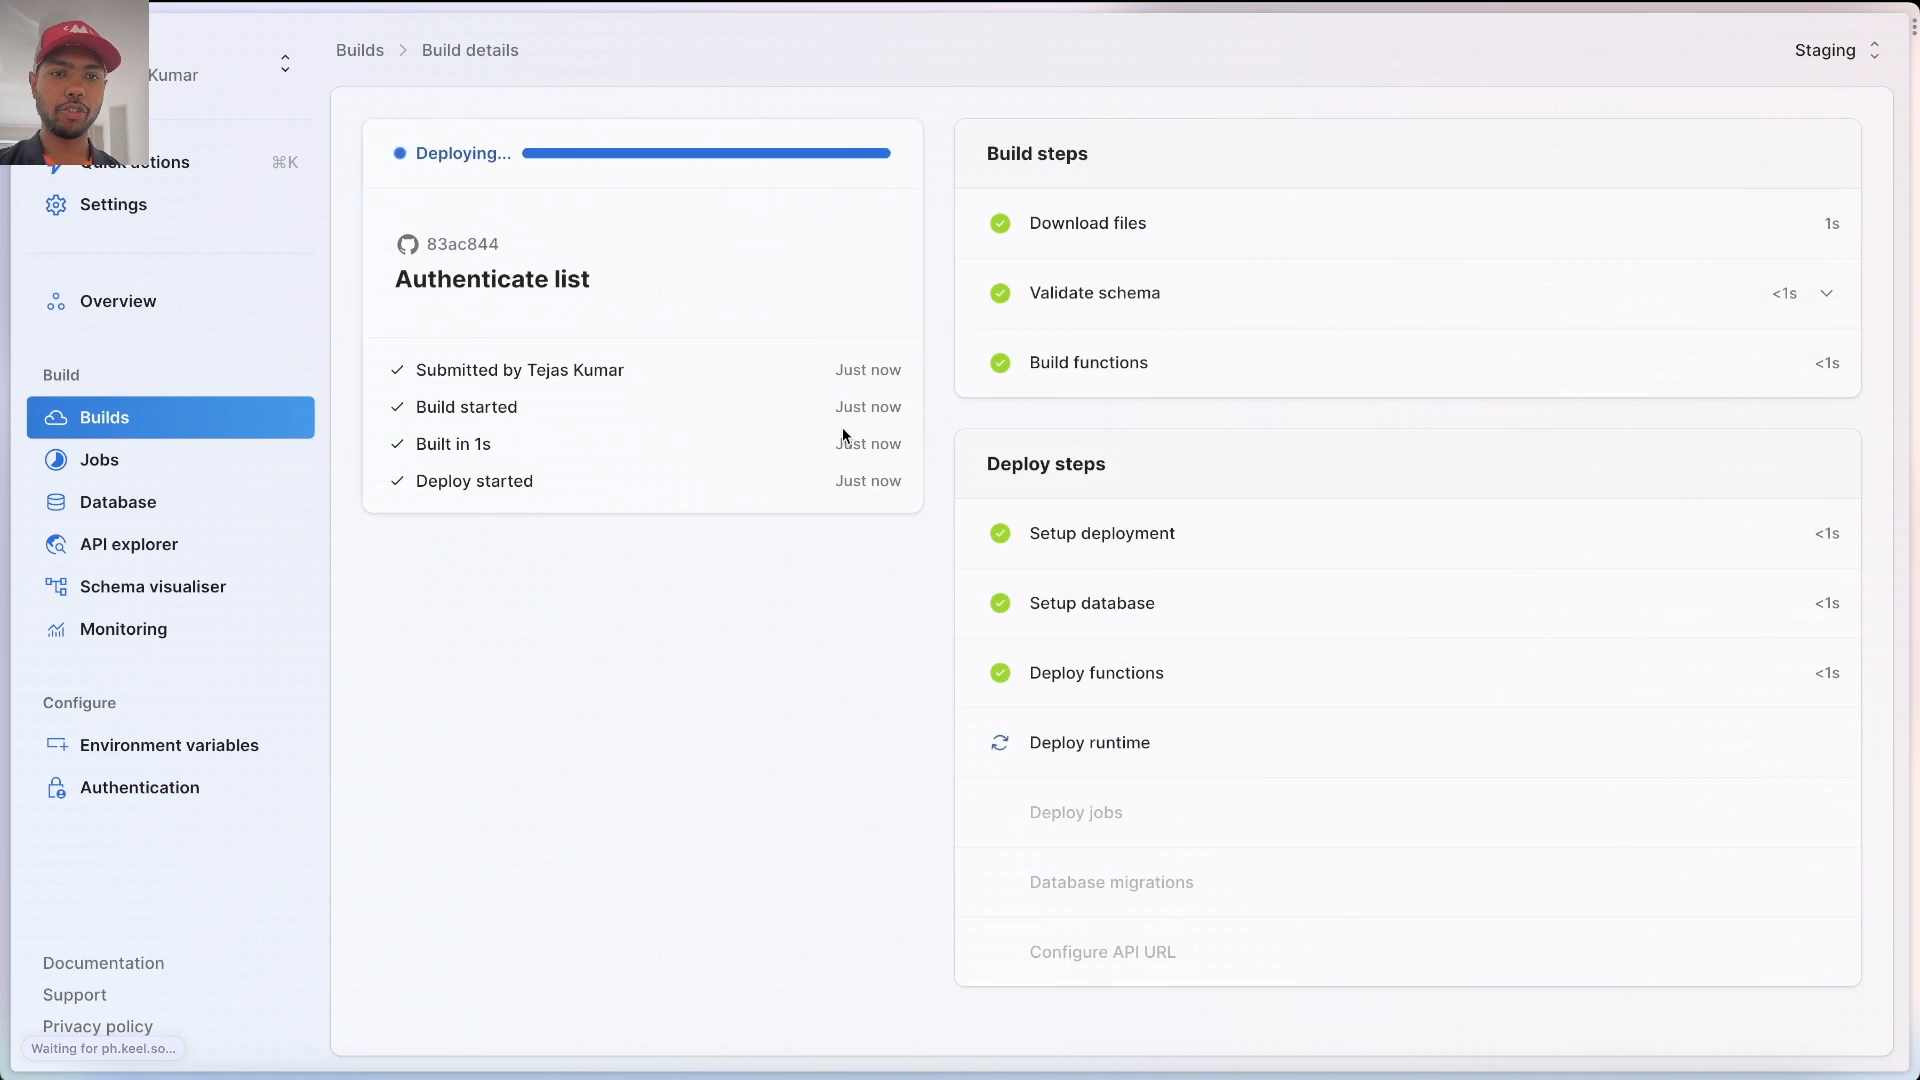 Kumar
Quick actions
⌘K
Settings
Overview
Build
Builds
Jobs
Database
API explorer
Schema visualiser
Monitoring
Configure
Environment variables
Authentication
Documentation
Support
Privacy policy
Waiting for ph.keel.so...
Builds > Build details
Staging
Deploying...
83ac844
Authenticate list
Submitted by Tejas Kumar Just now
Build started Just now
Built in 1s Just now
Deploy started Just now
Build steps
Download files 1s
Validate schema <1s
Build functions <1s
Deploy steps
Setup deployment <1s
Setup database <1s
Deploy functions <1s
Deploy runtime
Deploy jobs
Database migrations
Configure API URL